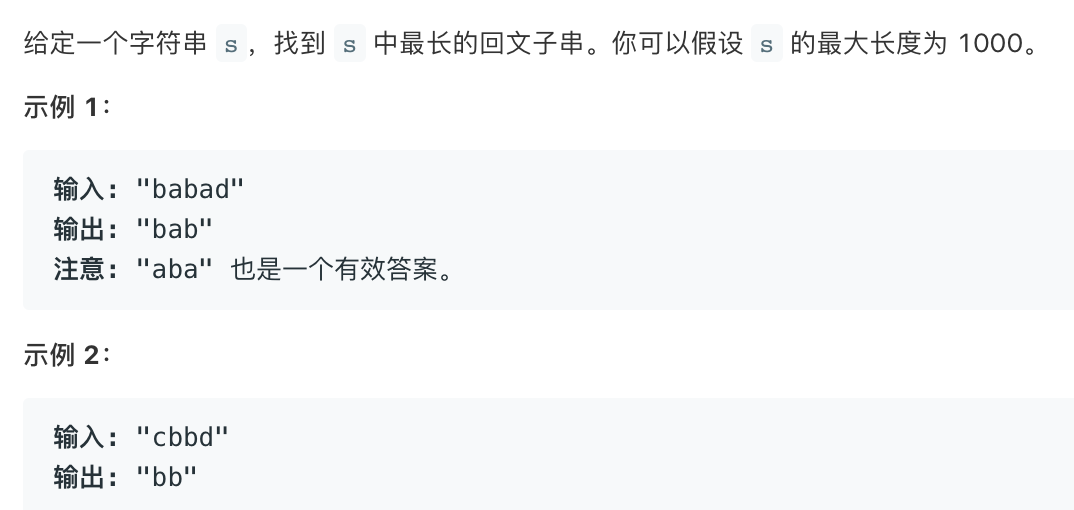 给定一个字符串 s，找到 s 中最长的回文子串。你可以假设 s 的最大长度为 1000。
示例 1：
输入: "babad"
输出: "bab"
注意: "aba" 也是一个有效答案。
示例 2：
输入: "cbbd"
输出: "bb"